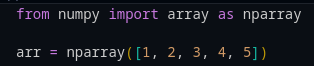 from numpy import array as nparray
arr = nparray([1, 2, 3, 4, 5])